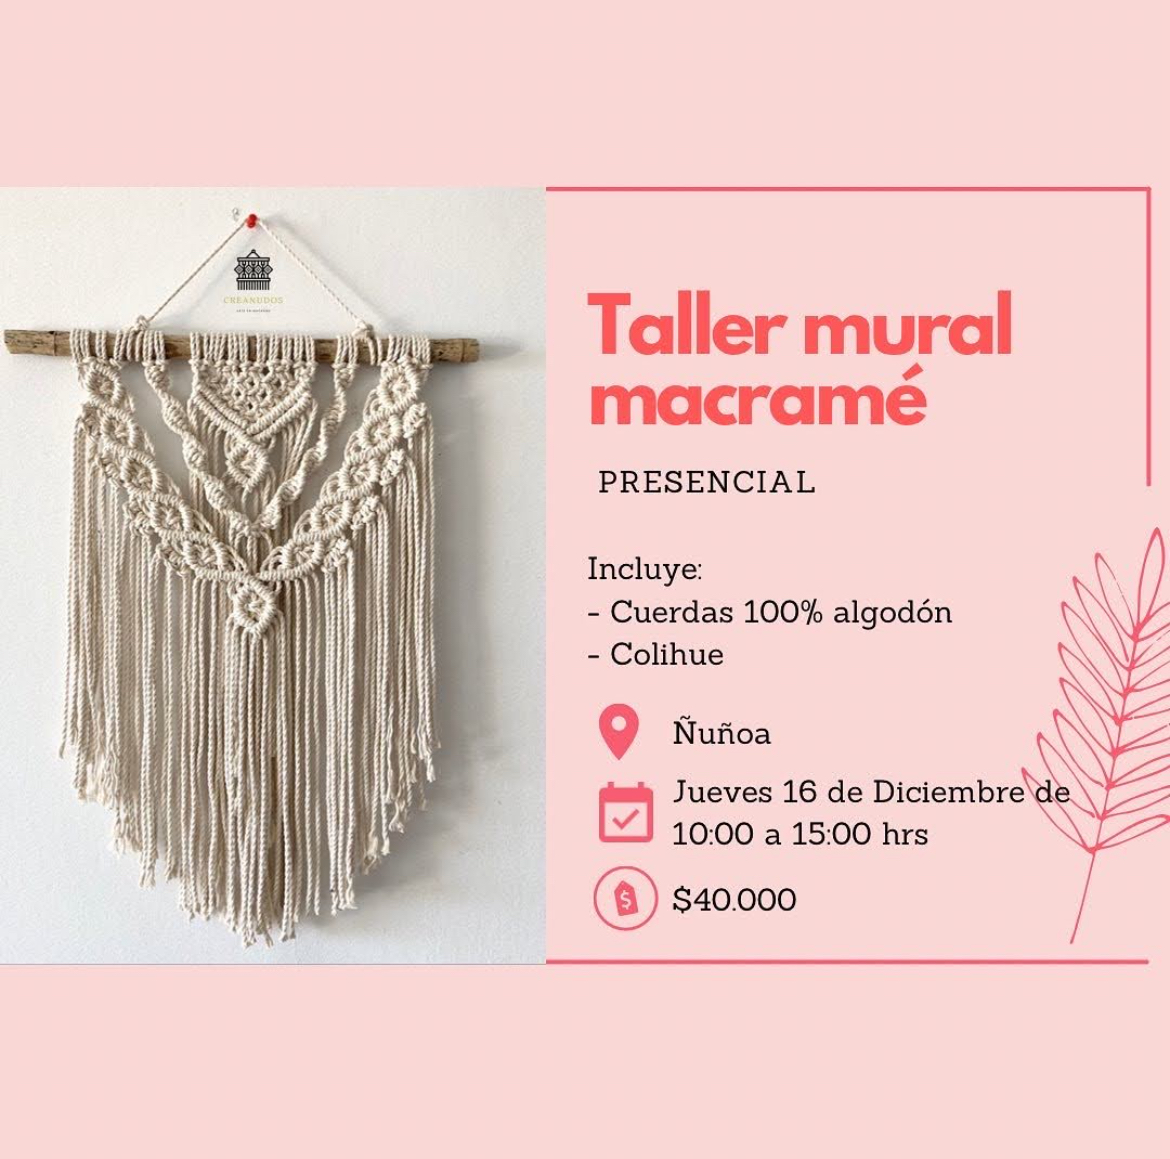 CREANUDOS
Taller mural
macramé
PRESENCIAL
Incluye:
- Cuerdas 100% algodón
- Colihue
Ñuñoa
Jueves 16 de Diciembre de
10:00 a 15:00 hrs
$40.000